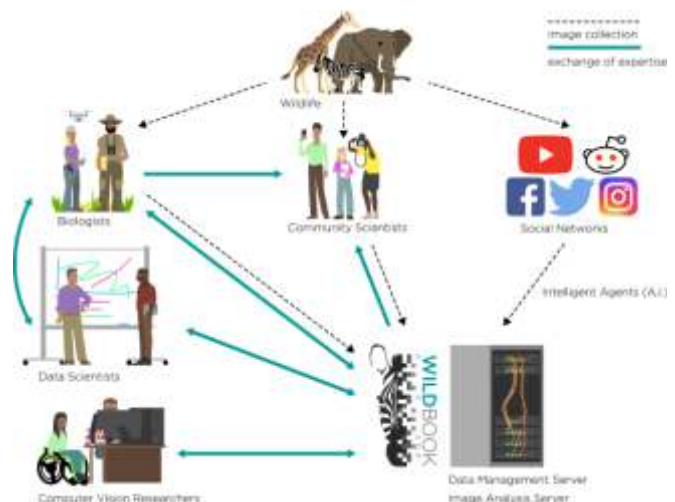 image collection
exchange of expertise
Wildlife
Biologists
Community Scientists
Social Networks
Intelligent Agents (A.I.)
Data Scientists
WILDBOOK
Data Management Server
Image Analysis Server
Computer Vision Researchers